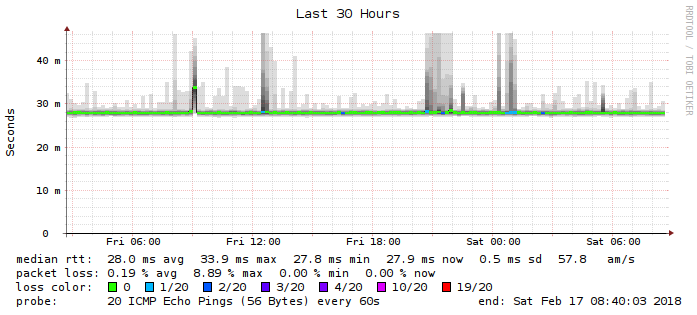 Last 30 Hours
RRDTOOL / TOBI OETIKER
Seconds
40 m
30 m
20 m
10 m
0
Fri 06:00 Fri 12:00 Fri 18:00 Sat 00:00 Sat 06:00
median rtt: 28.0 ms avg 33.9 ms max 27.8 ms min 27.9 ms now 0.5 ms sd 57.8 am/s
packet loss: 0.19 % avg 8.89 % max 0.00 % min 0.00 % now
loss color: 0 1/20 2/20 3/20 4/20 10/20 19/20
probe: 20 ICMP Echo Pings (56 Bytes) every 60s end: Sat Feb 17 08:40:03 2018